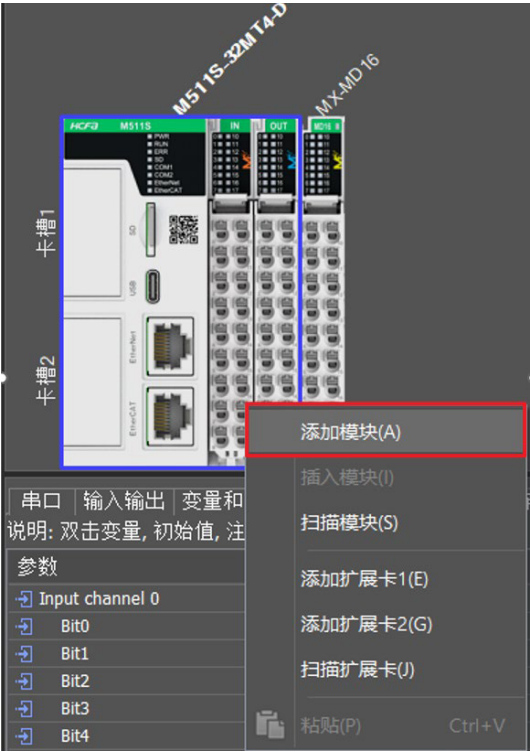 M511S-32MT4-D
MX-MD16
HCFA M511S
IN
OUT
MD16
PWR
RUN
ERR
SD
COM1
COM2
EtherNet
EtherCAT
卡槽1
SD
USB
EtherNet
卡槽2
EtherCAT
添加模块(A)
插入模块(I)
扫描模块(S)
添加扩展卡1(E)
添加扩展卡2(G)
扫描扩展卡(J)
粘贴(P) Ctrl+V
串口 输入输出 变量和
说明: 双击变量, 初始值, 注
参数
Input channel 0
Bit0
Bit1
Bit2
Bit3
Bit4